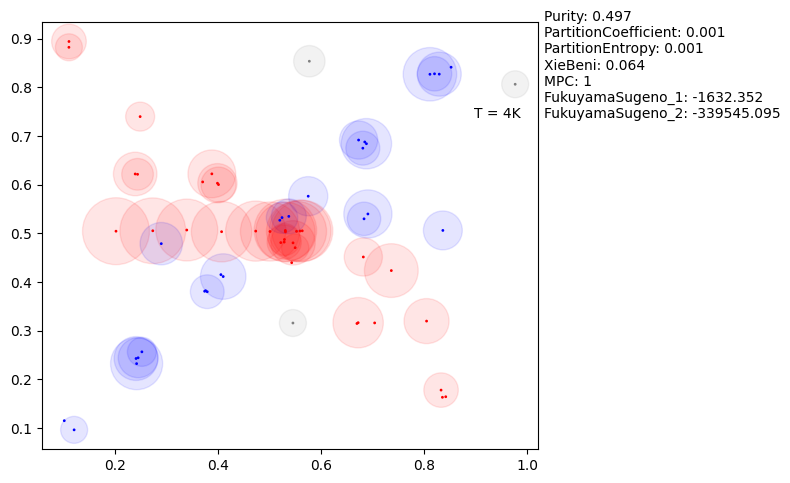 Purity: 0.497
PartitionCoefficient: 0.001
PartitionEntropy: 0.001
XieBeni: 0.064
MPC: 1
FukuyamaSugeno_1: -1632.352
FukuyamaSugeno_2: -339545.095
T = 4K
0.9
0.8
0.7
0.6
0.5
0.4
0.3
0.2
0.1
0.2 0.4 0.6 0.8 1.0